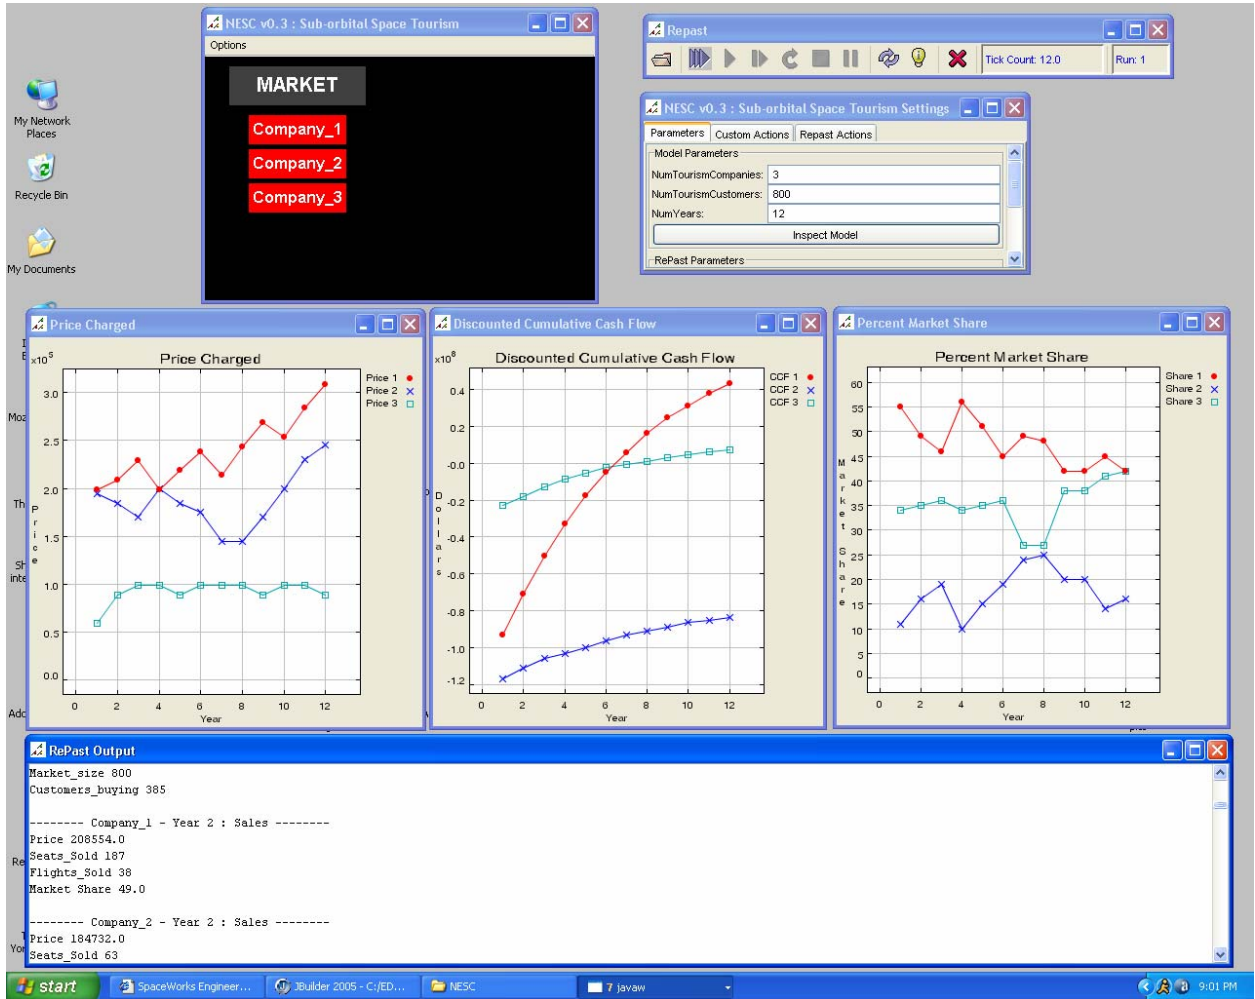 NESC v0.3 : Sub-orbital Space Tourism
Options
MARKET
Company_1
Company_2
Company_3
Repast
Tick Count: 12.0
Run: 1
NESC v0.3 : Sub-orbital Space Tourism Settings
Parameters Custom Actions Repast Actions
Model Parameters
NumTourismCompanies: 3
NumTourismCustomers: 800
NumYears: 12
Inspect Model
RePast Parameters
My Network
Places
Recycle Bin
My Documents
Price Charged
Price Charged
x10^5
Price 1
Price 2
Price 3
3.0
2.5
2.0
1.5
1.0
0.5
0.0
Price
0 2 4 6 8 10 12
Year
Discounted Cumulative Cash Flow
Discounted Cumulative Cash Flow
x10^8
CCF 1
CCF 2
CCF 3
0.4
0.2
-0.0
-0.2
-0.4
-0.6
-0.8
-1.0
-1.2
Dollars
0 2 4 6 8 10 12
Year
Percent Market Share
Percent Market Share
Share 1
Share 2
Share 3
60
55
50
45
40
35
30
25
20
15
10
5
0
Market Share
0 2 4 6 8 10 12
Year
RePast Output
Market_size 800
Customers_buying 385
-------- Company_1 - Year 2 : Sales --------
Price 208554.0
Seats_Sold 187
Flights_Sold 38
Market Share 49.0
-------- Company_2 - Year 2 : Sales --------
Price 184732.0
Seats_Sold 63
start
SpaceWorks Engineer...
JBuilder 2005 - C:/ED...
NESC
7 javaw
9:01 PM